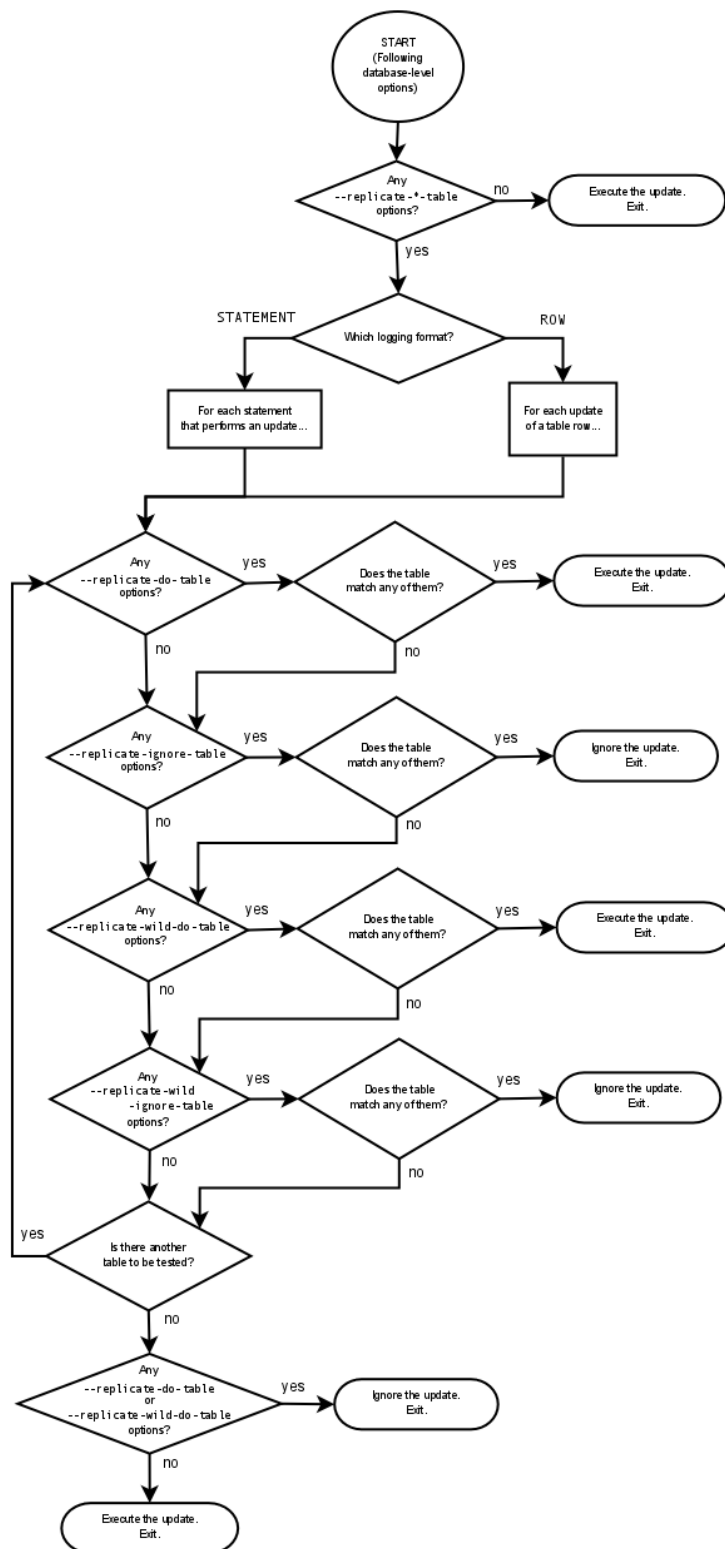 START
(Following
database-level
options)
Any
--replicate-*-table
options?
no
Execute the update.
Exit.
yes
STATEMENT
Which logging format?
ROW
For each statement
that performs an update...
For each update
of a table row...
Any
--replicate-do-table
options?
yes
Does the table
match any of them?
yes
Execute the update.
Exit.
no
no
Any
--replicate-ignore-table
options?
yes
Does the table
match any of them?
yes
Ignore the update.
Exit.
no
no
Any
--replicate-wild-do-table
options?
yes
Does the table
match any of them?
yes
Execute the update.
Exit.
no
no
Any
--replicate-wild
-ignore-table
options?
yes
Does the table
match any of them?
yes
Ignore the update.
Exit.
no
no
yes
Is there another
table to be tested?
no
Any
--replicate-do-table
or
--replicate-wild-do-table
options?
yes
Ignore the update.
Exit.
no
Execute the update.
Exit.